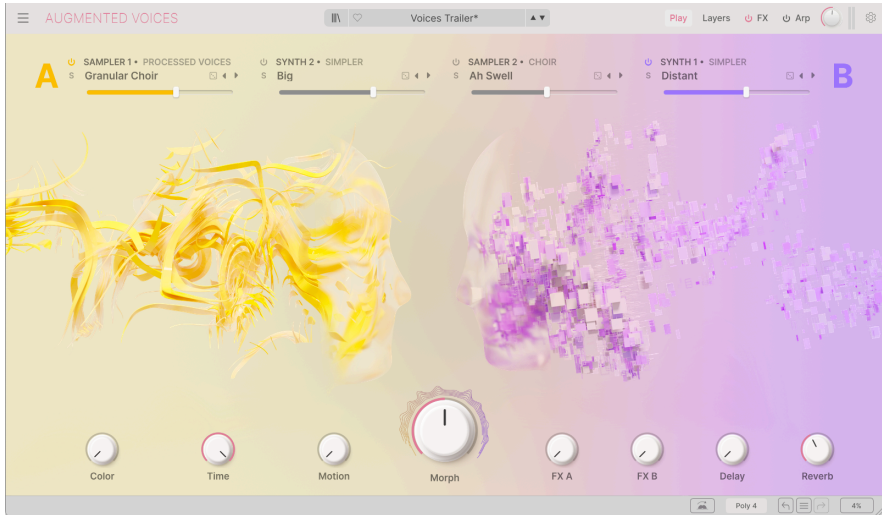 AUGMENTED VOICES
Voices Trailer*
Play Layers FX Arp
A
SAMPLER 1 • PROCESSED VOICES
S Granular Choir
SYNTH 2 • SIMPLER
S Big
SAMPLER 2 • CHOIR
S Ah Swell
SYNTH 1 • SIMPLER
S Distant
B
Color
Time
Motion
Morph
FX A
FX B
Delay
Reverb
Poly 4
4%